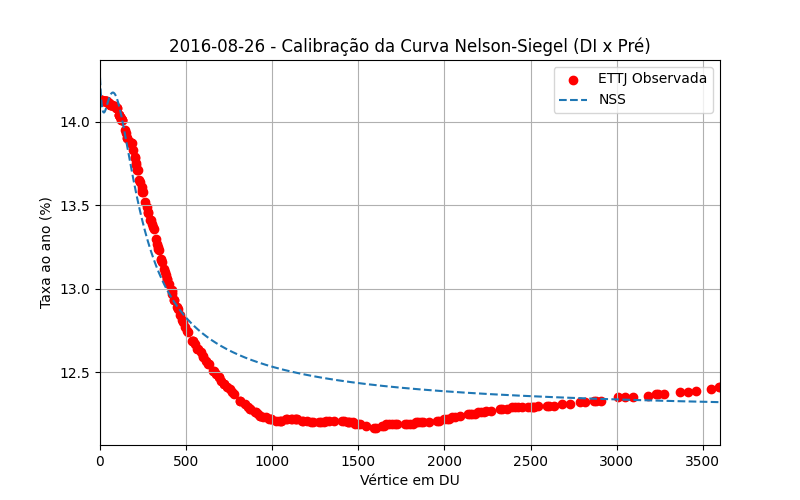 2016-08-26 - Calibração da Curva Nelson-Siegel (DI x Pré)
ETTJ Observada
NSS
Taxa ao ano (%)
14.0
13.5
13.0
12.5
0 500 1000 1500 2000 2500 3000 3500
Vértice em DU